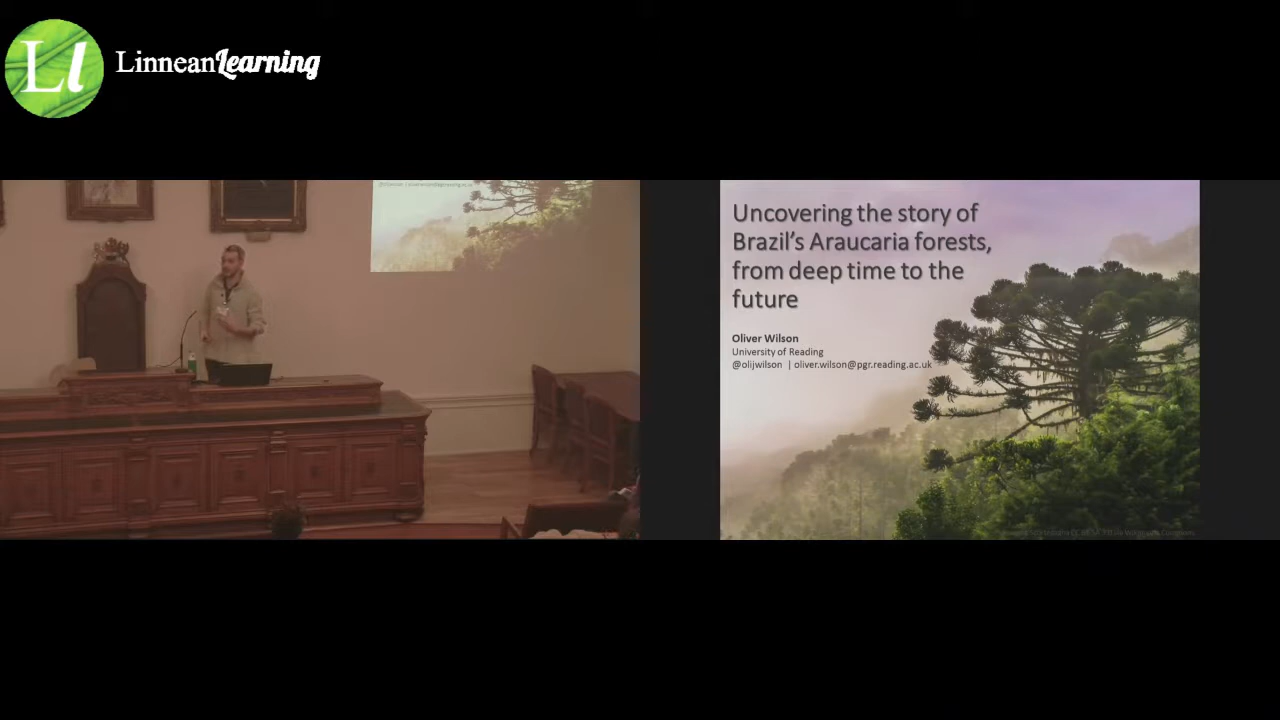 Ll
LinneanLearning
Uncovering the story of
Brazil's Araucaria forests,
from deep time to the
future
Oliver Wilson
University of Reading
@olijwilson | oliver.wilson@pgr.reading.ac.uk